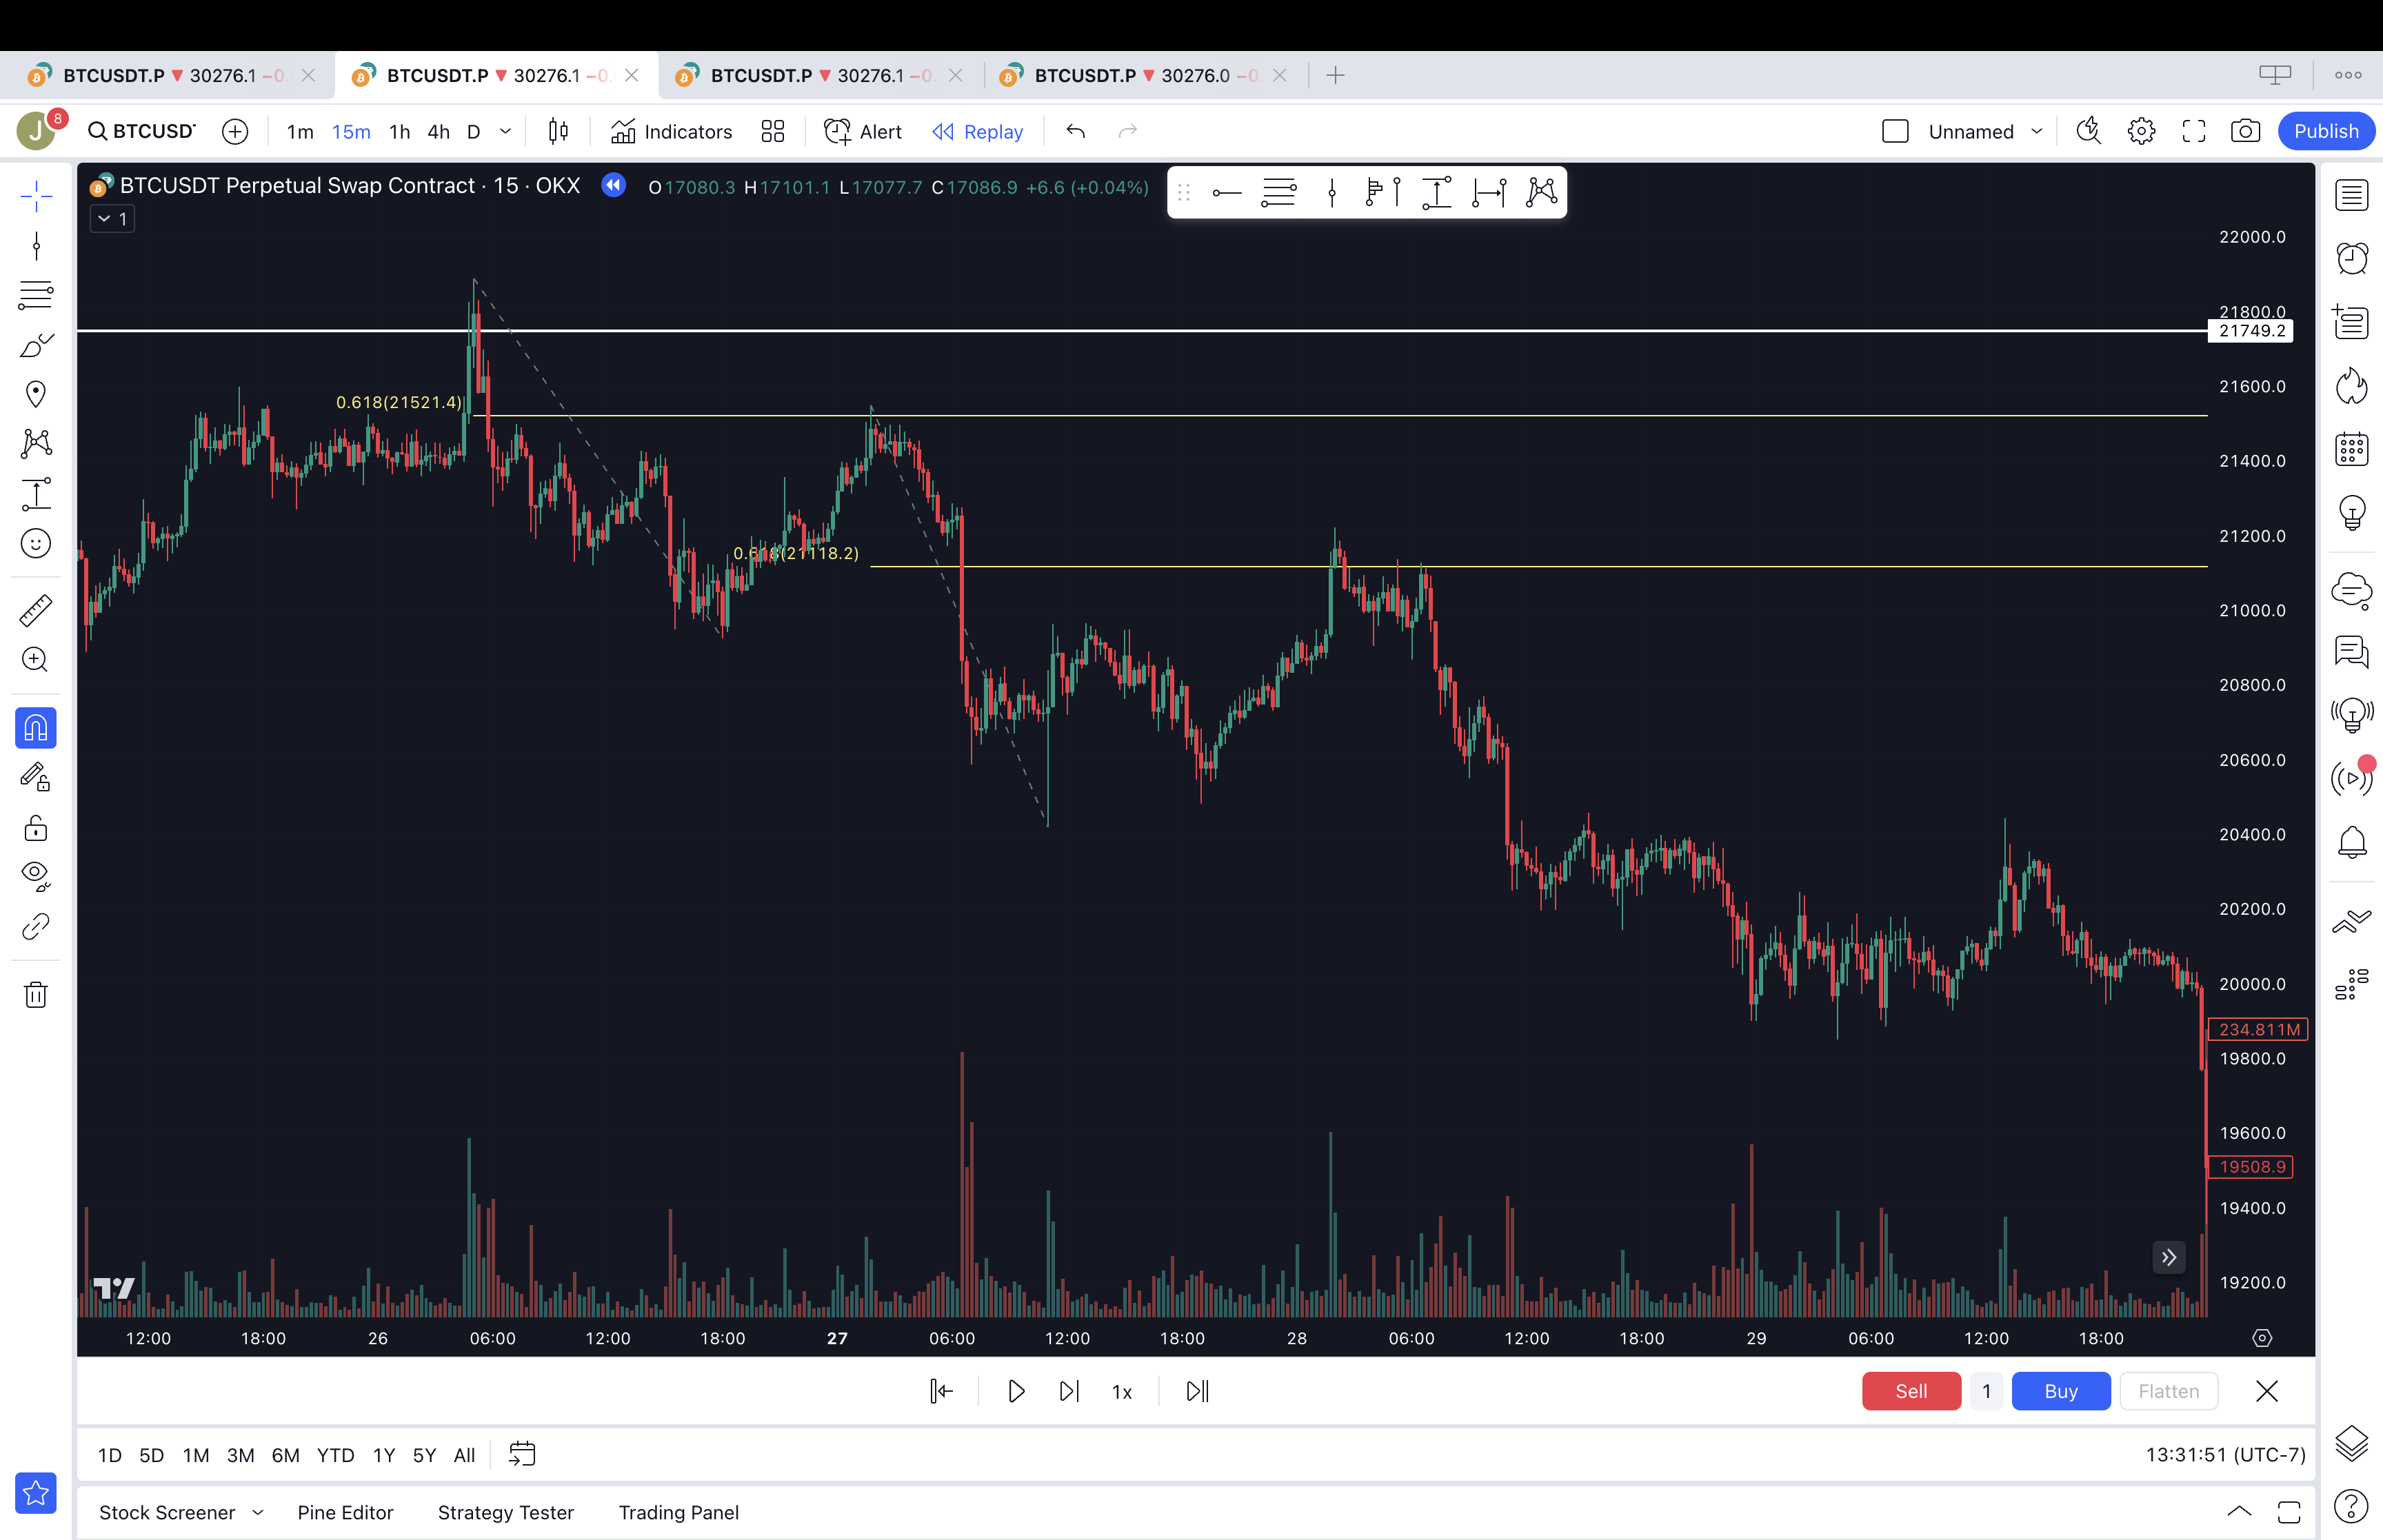 BTCUSDT.P ▼ 30276.1 −0.
BTCUSDT.P ▼ 30276.1 −0.
BTCUSDT.P ▼ 30276.1 −0.
BTCUSDT.P ▼ 30276.0 −0.
J 8 BTCUSD 1m 15m 1h 4h D Indicators Alert Replay Unnamed Publish
BTCUSDT Perpetual Swap Contract · 15 · OKX O17080.3 H17101.1 L17077.7 C17086.9 +6.6 (+0.04%)
1
22000.0
21800.0
21749.2
21600.0
0.618(21521.4)
21400.0
21200.0
0.618(21118.2)
21000.0
20800.0
20600.0
20400.0
20200.0
20000.0
234.811M
19800.0
19600.0
19508.9
19400.0
19200.0
12:00 18:00 26 06:00 12:00 18:00 27 06:00 12:00 18:00 28 06:00 12:00 18:00 29 06:00 12:00 18:00
1x Sell 1 Buy Flatten
1D 5D 1M 3M 6M YTD 1Y 5Y All 13:31:51 (UTC-7)
Stock Screener Pine Editor Strategy Tester Trading Panel